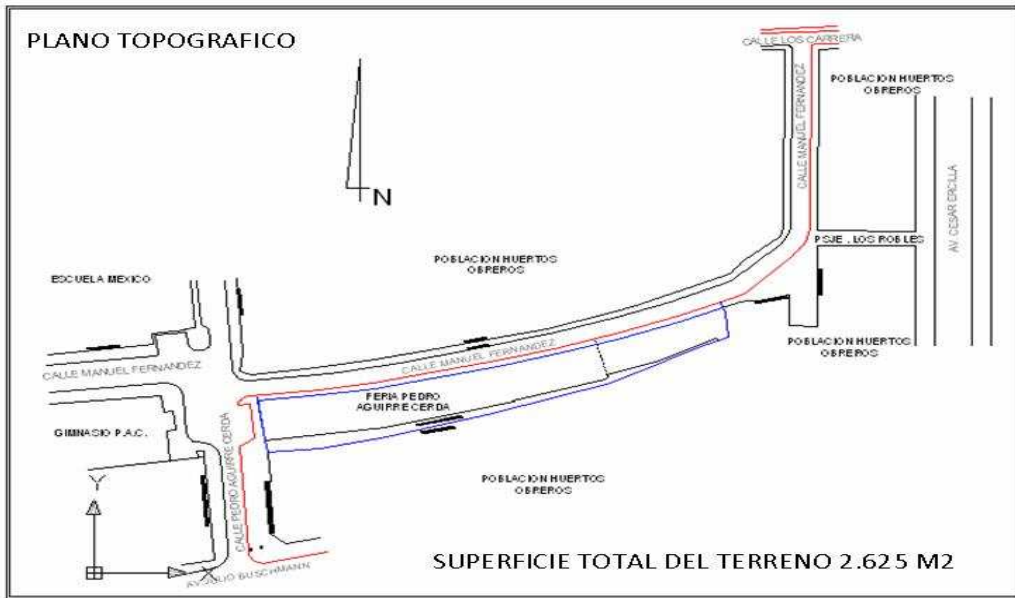 PLANO TOPOGRAFICO
CALLE LOS CARRERA
POBLACION HUERTOS
OBREROS
CALLE MANUEL FERNANDEZ
N
AV. CESAR ERCILLA
PSJE . LOS ROBLES
POBLACION HUERTOS
OBREROS
ESCUELA MEXICO
CALLE MANUEL FERNANDEZ
CALLE MANUEL FERNANDEZ
POBLACION HUERTOS
OBREROS
FERIA PEDRO
AGUIRRE CERDA
GIMNASIO P.A.C.
CALLE PEDRO AGUIRRE CERDA
POBLACION HUERTOS
OBREROS
Y
X
AV. JULIO BUSCHMANN
SUPERFICIE TOTAL DEL TERRENO 2.625 M2